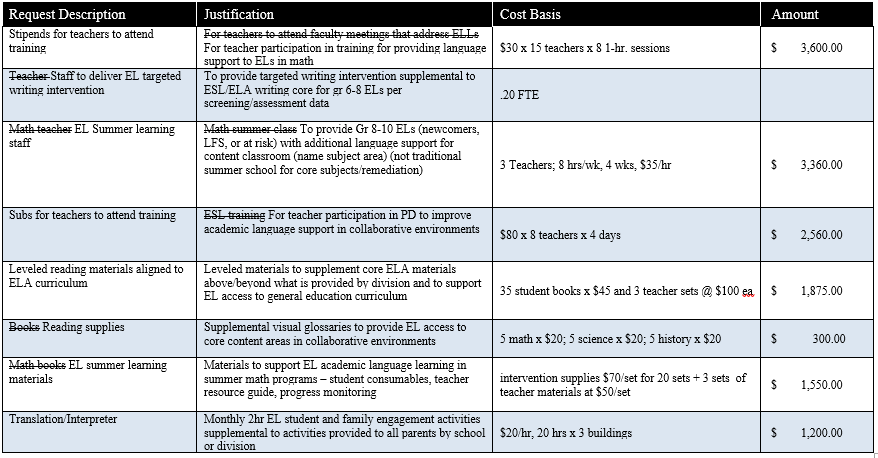 Request Description Justification Cost Basis Amount
Stipends for teachers to attend
training
For teachers to attend faculty meetings that address ELLs
For teacher participation in training for providing language
support to ELs in math
$30 x 15 teachers x 8 1-hr. sessions
$ 3,600.00
Teacher Staff to deliver EL targeted
writing intervention
To provide targeted writing intervention supplemental to
ESL/ELA writing core for gr 6-8 ELs per
screening/assessment data
.20 FTE
Math teacher EL Summer learning
staff
Math summer class To provide Gr 8-10 ELs (newcomers,
LFS, or at risk) with additional language support for
content classroom (name subject area) (not traditional
summer school for core subjects/remediation)
3 Teachers; 8 hrs/wk, 4 wks, $35/hr
$ 3,360.00
Subs for teachers to attend training
ESL training For teacher participation in PD to improve
academic language support in collaborative environments
$80 x 8 teachers x 4 days
$ 2,560.00
Leveled reading materials aligned to
ELA curriculum
Leveled materials to supplement core ELA materials
above/beyond what is provided by division and to support
EL access to general education curriculum
35 student books x $45 and 3 teacher sets @ $100 ea
$ 1,875.00
Books Reading supplies
Supplemental visual glossaries to provide EL access to
core content areas in collaborative environments
5 math x $20; 5 science x $20; 5 history x $20
$ 300.00
Math books EL summer learning
materials
Materials to support EL academic language learning in
summer math programs – student consumables, teacher
resource guide, progress monitoring
intervention supplies $70/set for 20 sets + 3 sets of
teacher materials at $50/set
$ 1,550.00
Translation/Interpreter
Monthly 2hr EL student and family engagement activities
supplemental to activities provided to all parents by school
or division
$20/hr, 20 hrs x 3 buildings
$ 1,200.00